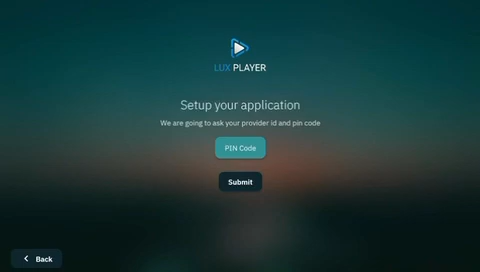 LUX PLAYER
Setup your application
We are going to ask your provider id and pin code
PIN Code
Submit
Back